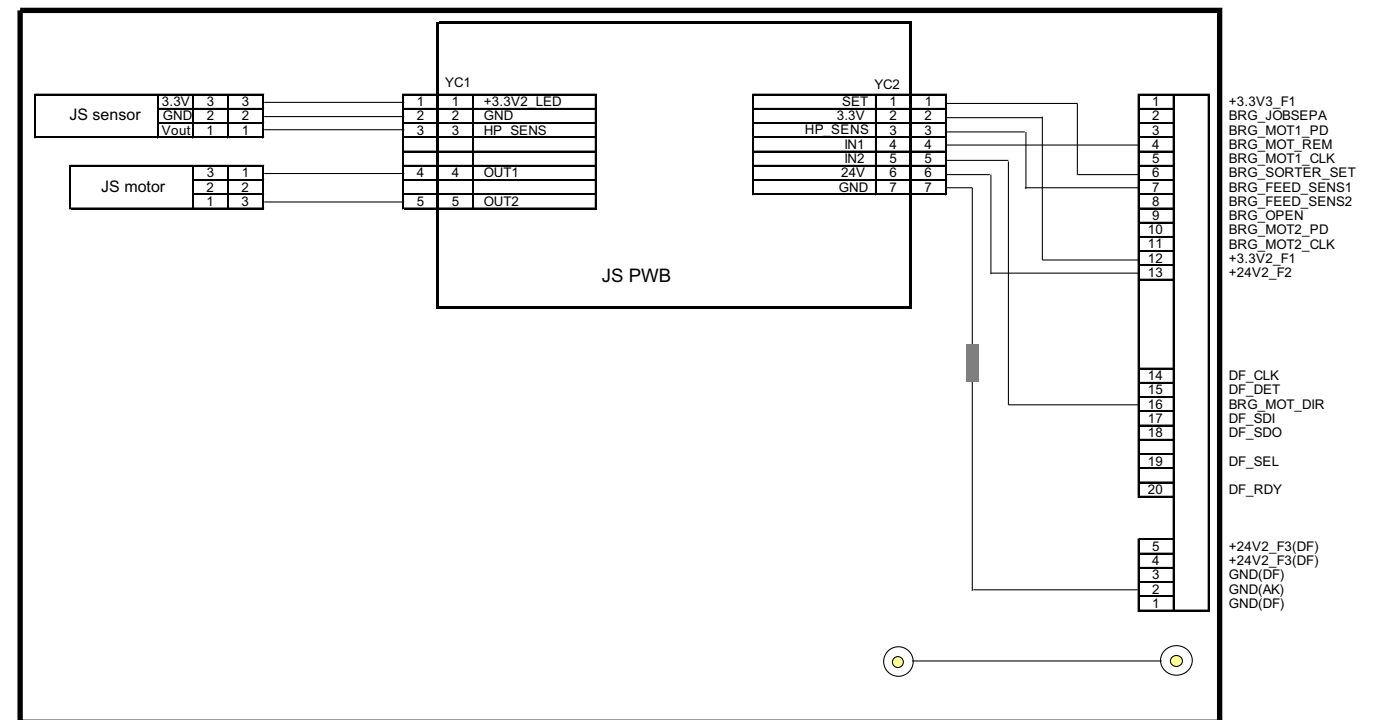 YC1
YC2
JS sensor
3.3V 3 3
GND 2 2
Vout 1 1
JS motor
3 1
2 2
1 3
1 1 +3.3V2_LED
2 2 GND
3 3 HP_SENS
4 4 OUT1
5 5 OUT2
JS PWB
SET 1 1
3.3V 2 2
HP_SENS 3 3
IN1 4 4
IN2 5 5
24V 6 6
GND 7 7
1 +3.3V3_F1
2 BRG_JOBSEPA
3 BRG_MOT1_PD
4 BRG_MOT_REM
5 BRG_MOT1_CLK
6 BRG_SORTER_SET
7 BRG_FEED_SENS1
8 BRG_FEED_SENS2
9 BRG_OPEN
10 BRG_MOT2_PD
11 BRG_MOT2_CLK
12 +3.3V2_F1
13 +24V2_F2
14 DF_CLK
15 DF_DET
16 BRG_MOT_DIR
17 DF_SDI
18 DF_SDO
19 DF_SEL
20 DF_RDY
5 +24V2_F3(DF)
4 +24V2_F3(DF)
3 GND(DF)
2 GND(AK)
1 GND(DF)